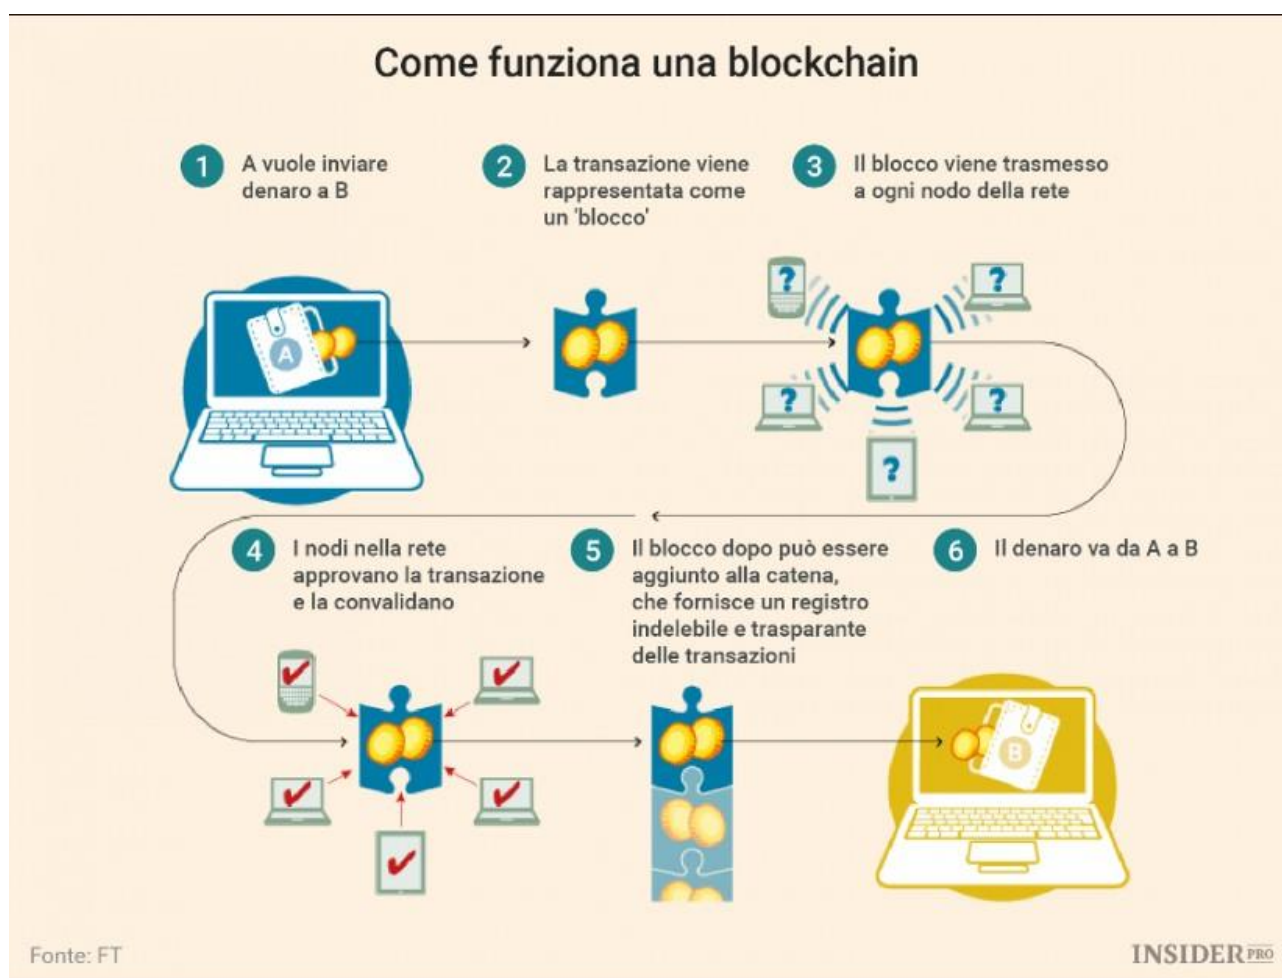 Come funziona una blockchain
1
A vuole inviare
denaro a B
2
La transazione viene
rappresentata come
un 'blocco'
3
Il blocco viene trasmesso
a ogni nodo della rete
A
?
?
?
?
?
4
I nodi nella rete
approvano la transazione
e la convalidano
5
Il blocco dopo può essere
aggiunto alla catena,
che fornisce un registro
indelebile e trasparante
delle transazioni
6
Il denaro va da A a B
B
Fonte: FT
INSIDER PRO